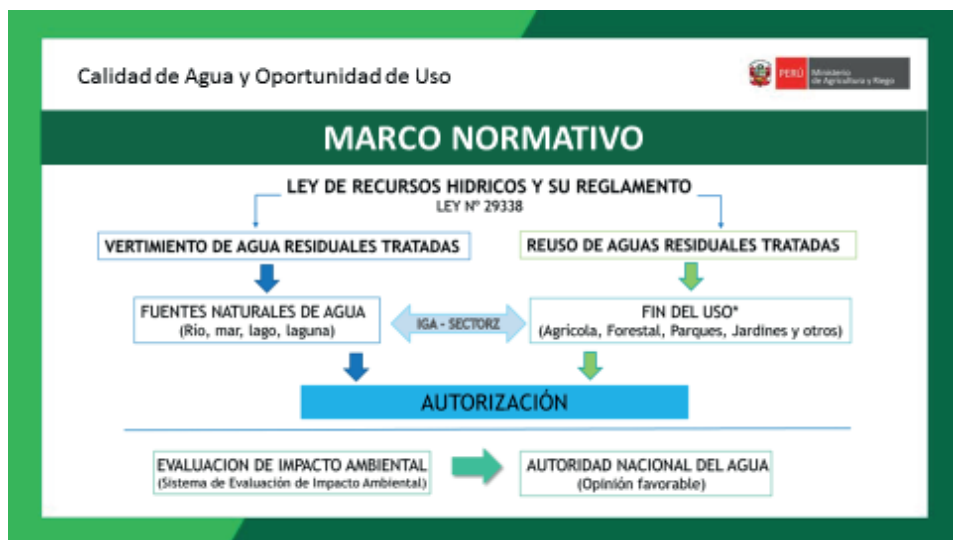 Calidad de Agua y Oportunidad de Uso
PERÚ
Ministerio
de Agricultura y Riego
MARCO NORMATIVO
LEY DE RECURSOS HIDRICOS Y SU REGLAMENTO
LEY Nº 29338
VERTIMIENTO DE AGUA RESIDUALES TRATADAS
REUSO DE AGUAS RESIDUALES TRATADAS
FUENTES NATURALES DE AGUA
(Río, mar, lago, laguna)
IGA - SECTORZ
FIN DEL USO*
(Agrícola, Forestal, Parques, Jardines y otros)
AUTORIZACIÓN
EVALUACION DE IMPACTO AMBIENTAL
(Sistema de Evaluación de Impacto Ambiental)
AUTORIDAD NACIONAL DEL AGUA
(Opinión favorable)